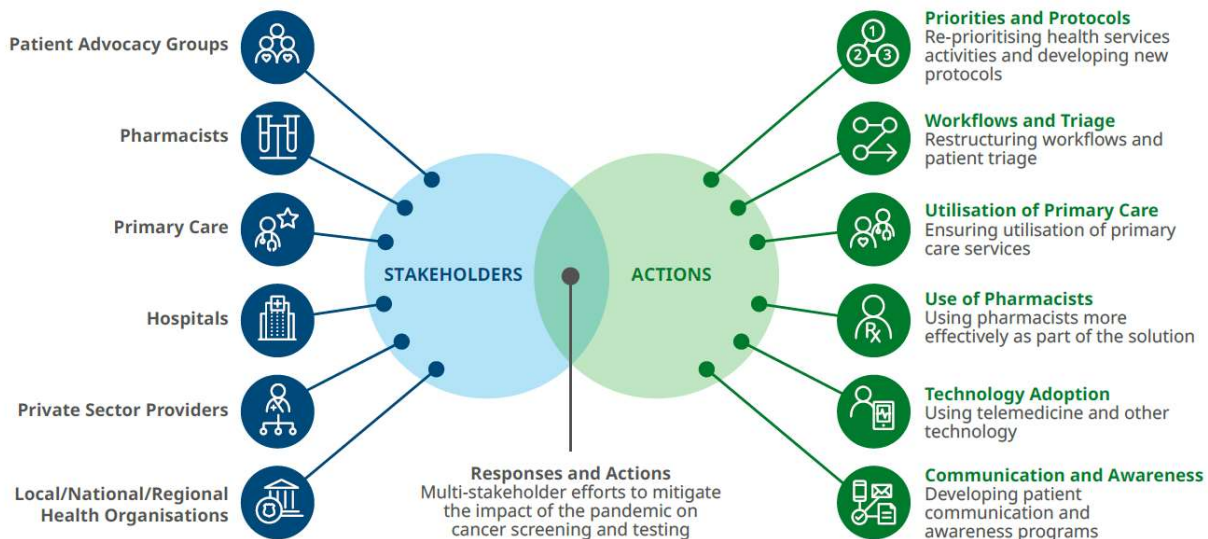 Patient Advocacy Groups
Pharmacists
Primary Care
Hospitals
Private Sector Providers
Local/National/Regional
Health Organisations
STAKEHOLDERS
ACTIONS
Responses and Actions
Multi-stakeholder efforts to mitigate
the impact of the pandemic on
cancer screening and testing
1
2 3
Priorities and Protocols
Re-prioritising health services
activities and developing new
protocols
Workflows and Triage
Restructuring workflows and
patient triage
Utilisation of Primary Care
Ensuring utilisation of primary
care services
Rx
Use of Pharmacists
Using pharmacists more
effectively as part of the solution
Technology Adoption
Using telemedicine and other
technology
Communication and Awareness
Developing patient
communication and
awareness programs